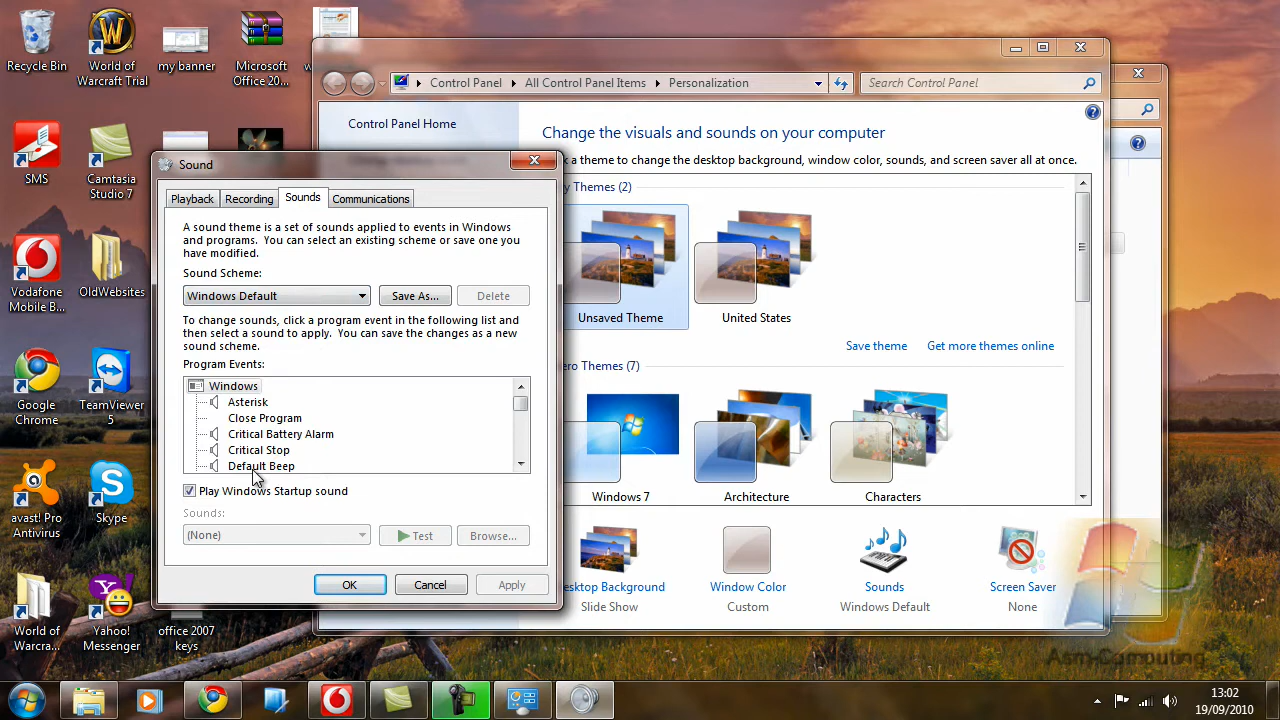 Recycle Bin
World of
Warcraft Trial
my banner
Microsoft
Office 20...
SMS
Camtasia
Studio 7
Vodafone
Mobile B...
OldWebsites
Google
Chrome
TeamViewer
5
avast! Pro
Antivirus
Skype
World of
Warcra...
Yahoo!
Messenger
office 2007
keys
Control Panel
All Control Panel Items
Personalization
Search Control Panel
Control Panel Home
Change the visuals and sounds on your computer
a theme to change the desktop background, window color, sounds, and screen saver all at once.
Themes (2)
Unsaved Theme
United States
Save theme
Get more themes online
Themes (7)
Windows 7
Architecture
Characters
Desktop Background
Slide Show
Window Color
Custom
Sounds
Windows Default
Screen Saver
None
Sound
Playback
Recording
Sounds
Communications
A sound theme is a set of sounds applied to events in Windows
and programs. You can select an existing scheme or save one you
have modified.
Sound Scheme:
Windows Default
Save As...
Delete
To change sounds, click a program event in the following list and
then select a sound to apply. You can save the changes as a new
sound scheme.
Program Events:
Windows
Asterisk
Close Program
Critical Battery Alarm
Critical Stop
Default Beep
Play Windows Startup sound
Sounds:
(None)
Test
Browse...
OK
Cancel
Apply
Asm Computing
13:02
19/09/2010